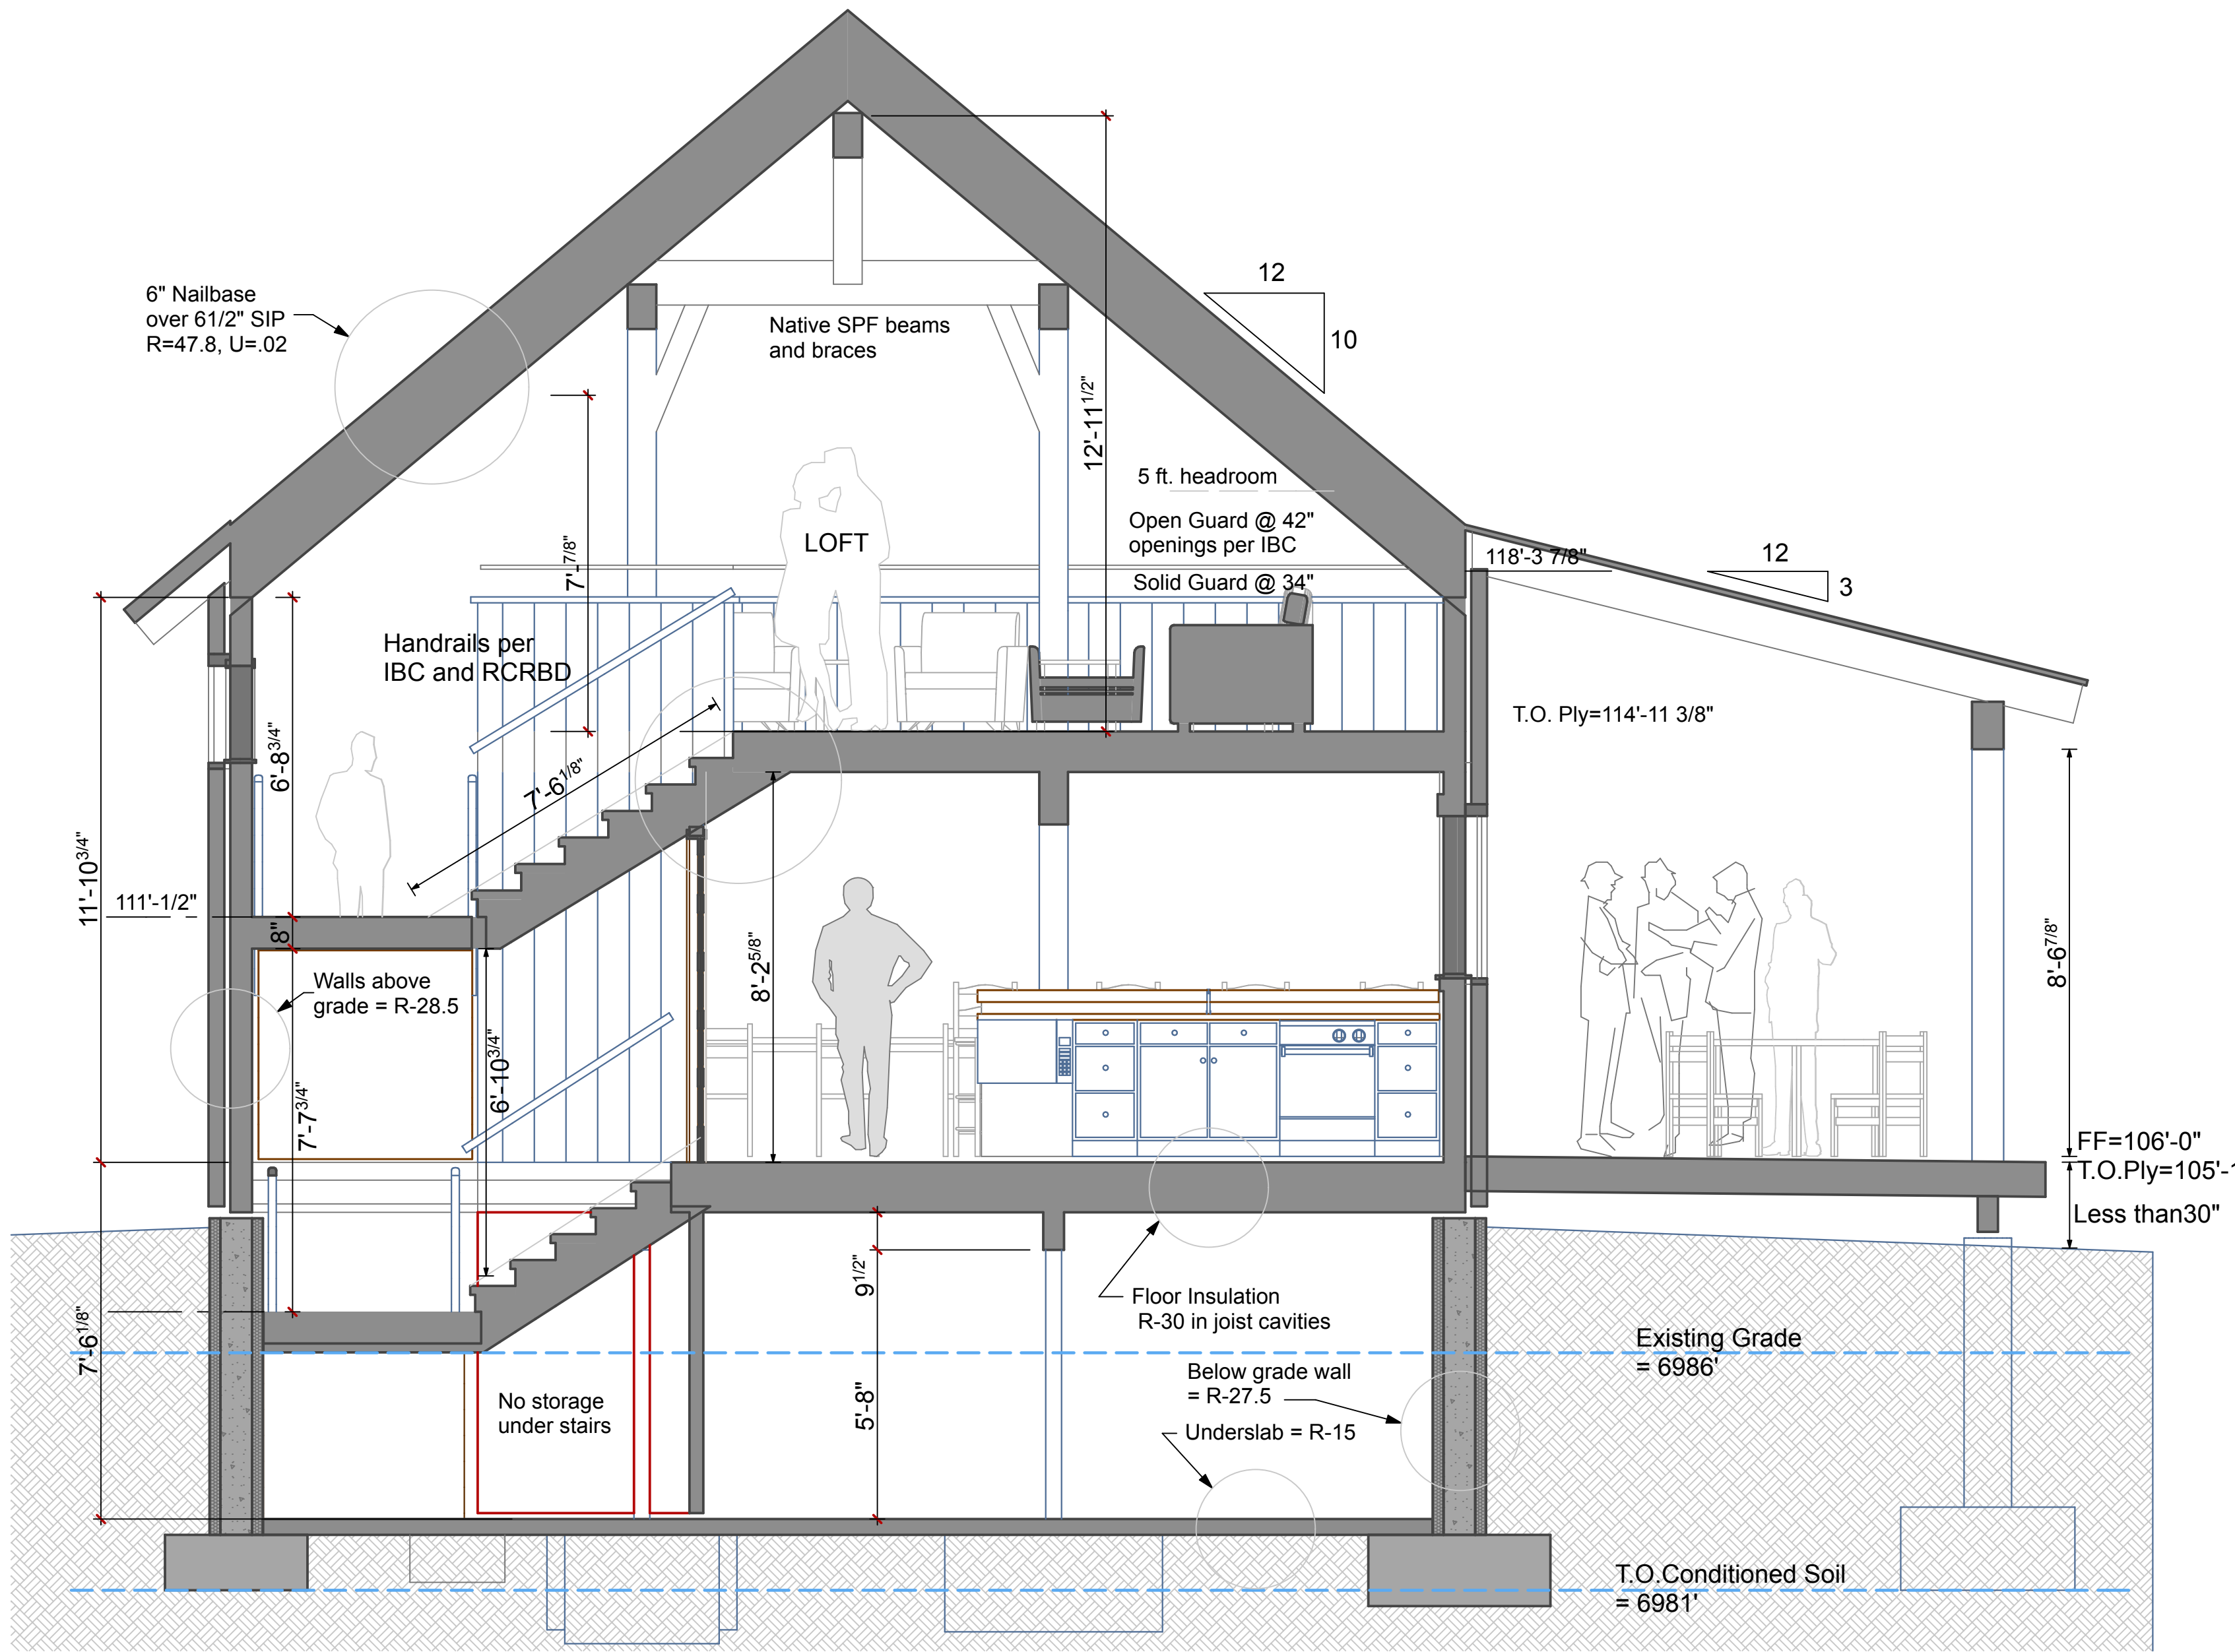 12
10
6" Nailbase
over 61/2" SIP
R=47.8, U=.02
Native SPF beams
and braces
12'-11 1/2"
7'-7/8"
5 ft. headroom
Open Guard @ 42"
openings per IBC
Solid Guard @ 34"
LOFT
118'-3 7/8"
12
3
Handrails per
IBC and RCRBD
6'-8 3/4"
7'-6 1/8"
T.O. Ply=114'-11 3/8"
11'-10 3/4"
111'-1/2"
8"
Walls above
grade = R-28.5
8'-2 5/8"
8'-6 7/8"
6'-10 3/4"
7'-7 3/4"
FF=106'-0"
T.O.Ply=105'-
Less than30"
9 1/2"
Floor Insulation
R-30 in joist cavities
7'-6 1/8"
Existing Grade
= 6986'
Below grade wall
= R-27.5
5'-8"
No storage
under stairs
Underslab = R-15
T.O.Conditioned Soil
= 6981'